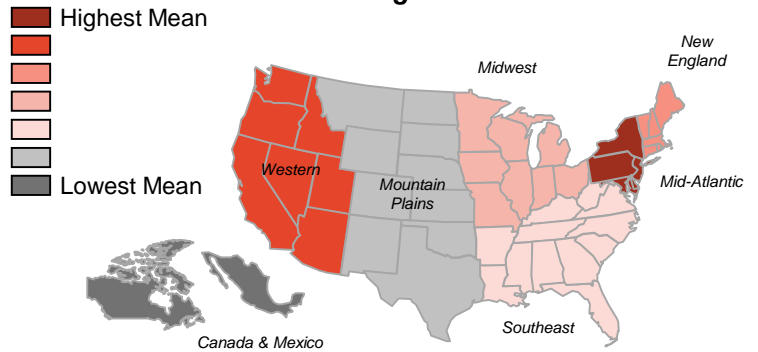 Highest Mean
Lowest Mean
Midwest
New
England
Western
Mountain
Plains
Mid-Atlantic
Southeast
Canada & Mexico